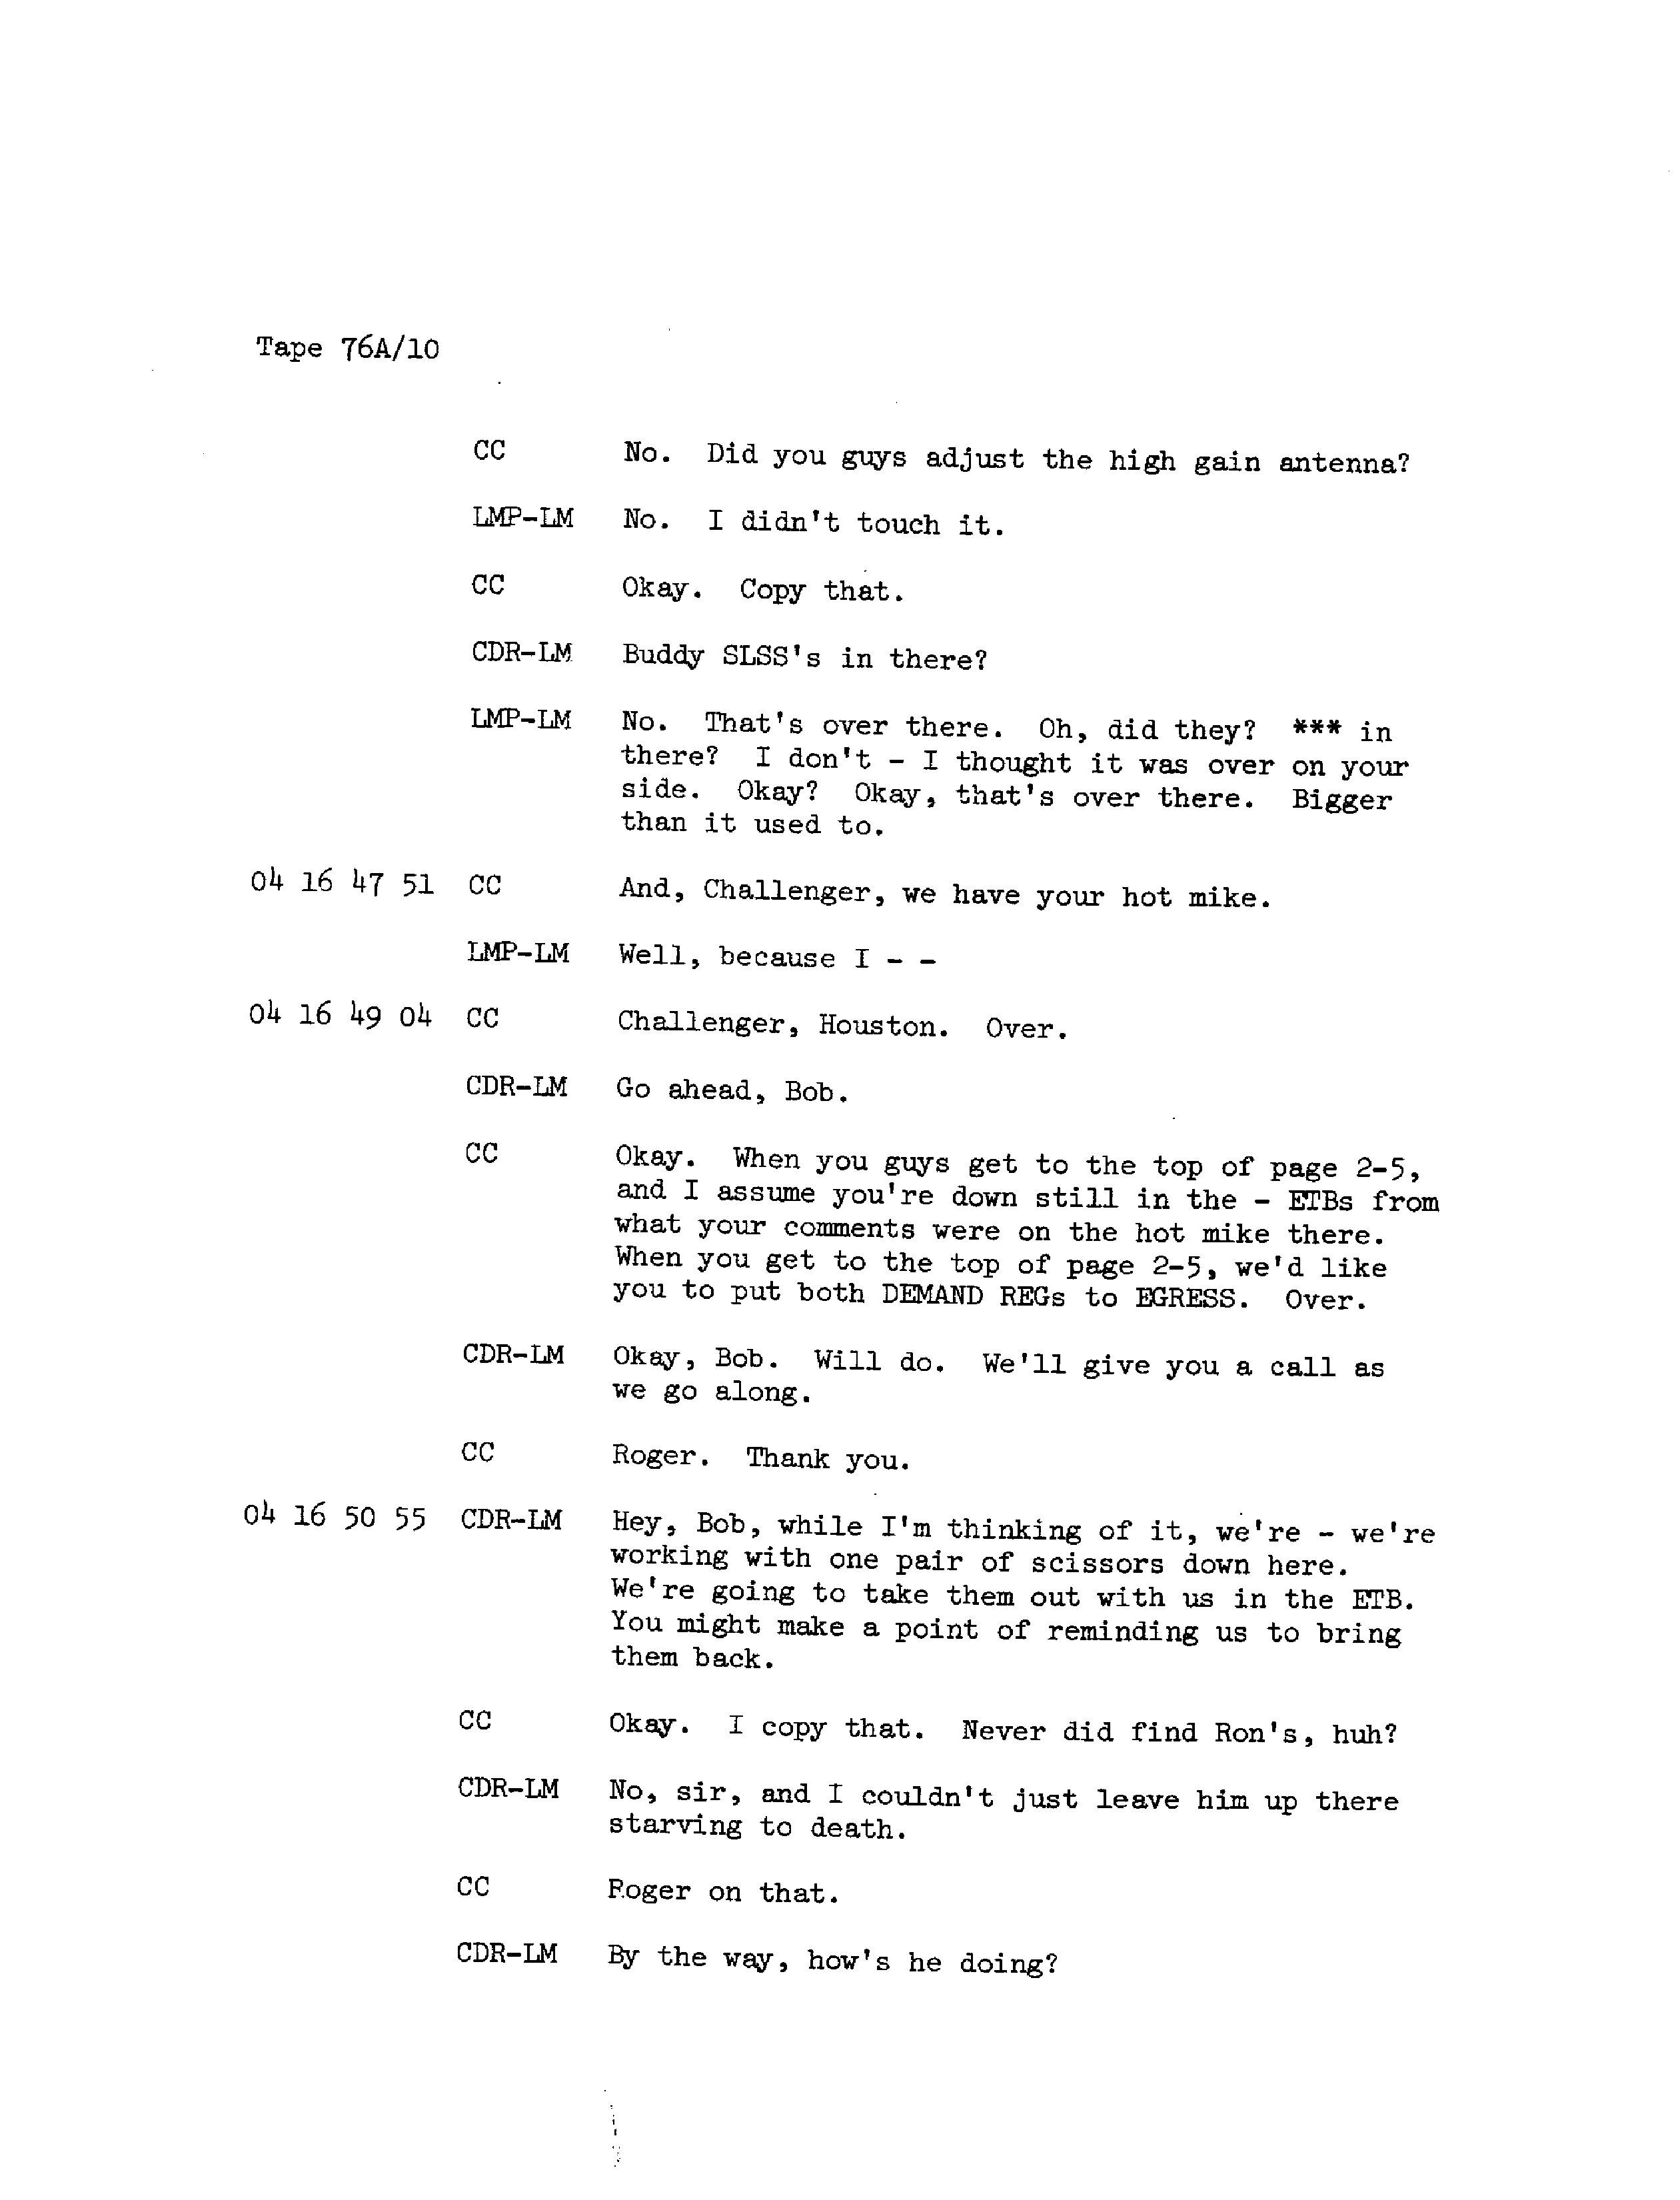 Tape 76A/10
CC No. Did you guys adjust the high gain antenna?
LMP-LM No. I didn't touch it.
CC Okay. Copy that.
CDR-LM Buddy SLSS's in there?
LMP-LM No. That's over there. Oh, did they? *** in
there? I don't - I thought it was over on your
side. Okay? Okay, that's over there. Bigger
than it used to.
04 16 47 51 CC And, Challenger, we have your hot mike.
LMP-LM Well, because I - -
04 16 49 04 CC Challenger, Houston. Over.
CDR-LM Go ahead, Bob.
CC Okay. When you guys get to the top of page 2-5,
and I assume you're down still in the - ETBs from
what your comments were on the hot mike there.
When you get to the top of page 2-5, we'd like
you to put both DEMAND REGs to EGRESS. Over.
CDR-LM Okay, Bob. Will do. We'll give you a call as
we go along.
CC Roger. Thank you.
04 16 50 55 CDR-LM Hey, Bob, while I'm thinking of it, we're - we're
working with one pair of scissors down here.
We're going to take them out with us in the ETB.
You might make a point of reminding us to bring
them back.
CC Okay. I copy that. Never did find Ron's, huh?
CDR-LM No, sir, and I couldn't just leave him up there
starving to death.
CC Roger on that.
CDR-LM By the way, how's he doing?